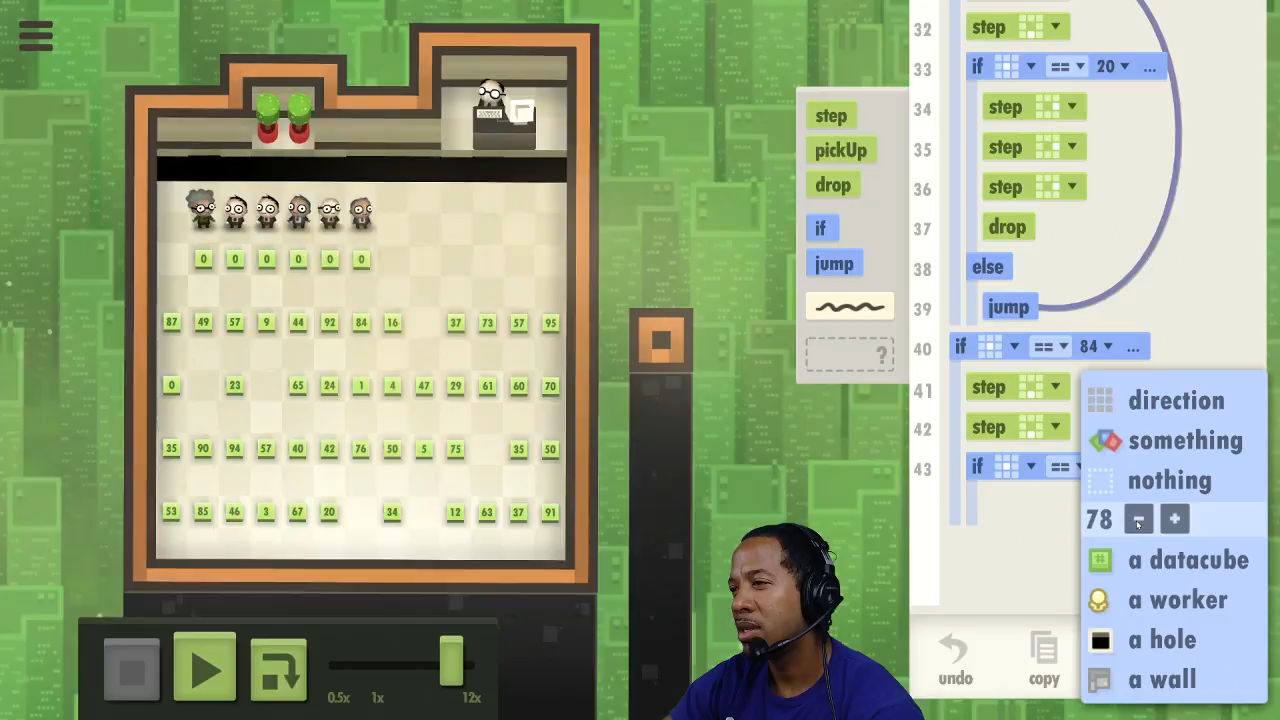 0 0 0 0 0 0
87 49 57 9 44 92 84 16 37 73 57 95
0 23 65 24 1 4 47 29 61 60 70
35 90 94 57 40 42 76 50 5 75 35 50
53 85 46 3 67 20 34 12 63 37 91
0.5x 1x 12x
step
pickUp
drop
if
jump
?
32 step
33 if == 20 ...
34 step
35 step
36 step
37 drop
38 else
39 jump
40 if == 84 ...
41 step
42 step
43 if ==
direction
something
nothing
78 - +
a datacube
a worker
a hole
a wall
undo
copy